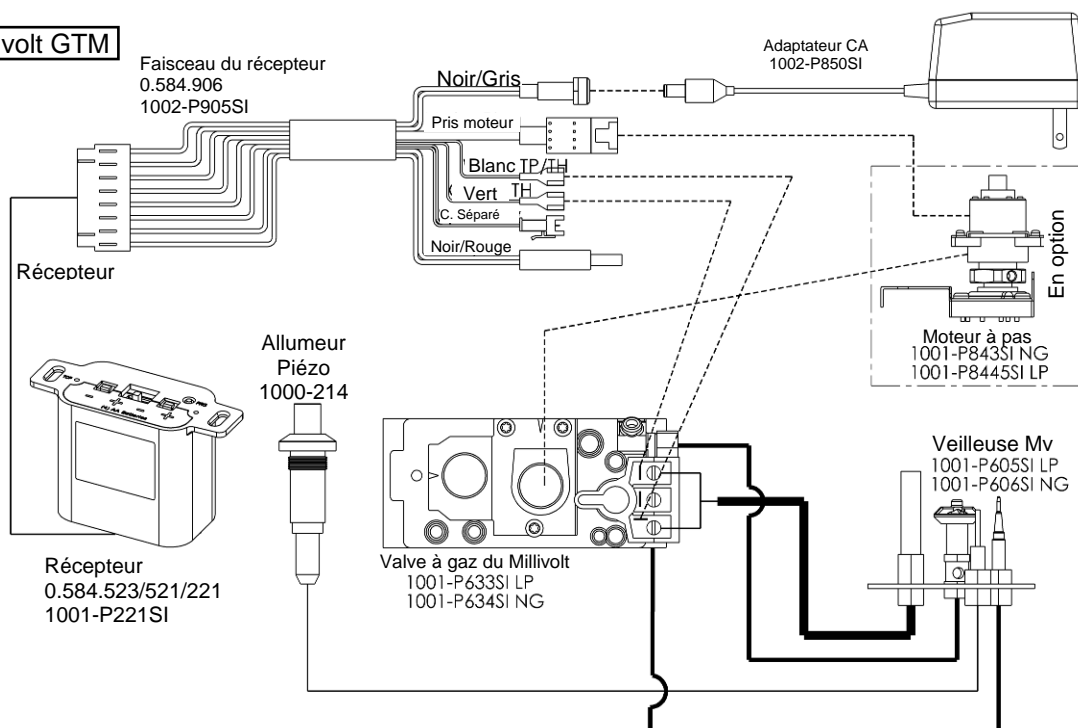 volt GTM
Faisceau du récepteur
0.584.906
1002-P905SI
Noir/Gris
Adaptateur CA
1002-P850SI
Pris moteur
Blanc TP/TH
Vert TH
C. Séparé
Noir/Rouge
Récepteur
En option
Moteur à pas
1001-P843SI NG
1001-P8445SI LP
Allumeur
Piézo
1000-214
Veilleuse Mv
1001-P605SI LP
1001-P606SI NG
Valve à gaz du Millivolt
1001-P633SI LP
1001-P634SI NG
Récepteur
0.584.523/521/221
1001-P221SI